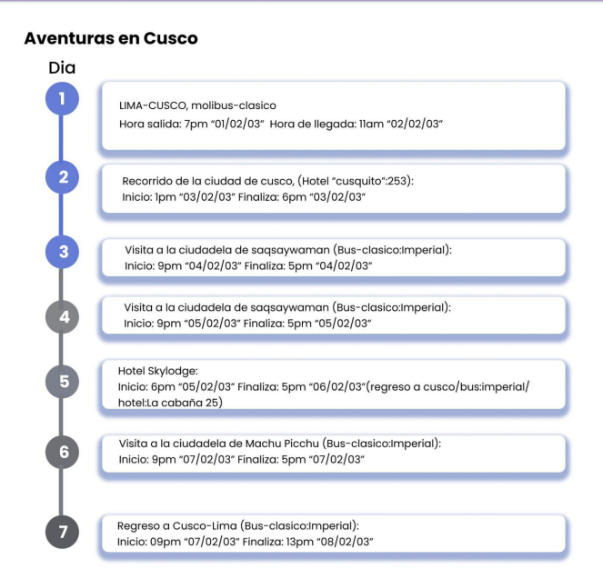 Aventuras en Cusco
Dia
1
LIMA-CUSCO, molibus-clasico
Hora salida: 7pm "01/02/03" Hora de llegada: 11am "02/02/03"
2
Recorrido de la ciudad de cusco, (Hotel "cusquito":253):
Inicio: 1pm "03/02/03" Finaliza: 6pm "03/02/03"
3
Visita a la ciudadela de saqsaywaman (Bus-clasico:Imperial):
Inicio: 9pm "04/02/03" Finaliza: 5pm "04/02/03"
4
Visita a la ciudadela de saqsaywaman (Bus-clasico:Imperial):
Inicio: 9pm "05/02/03" Finaliza: 5pm "05/02/03"
5
Hotel Skylodge:
Inicio: 6pm "05/02/03" Finaliza: 5pm "06/02/03"(regreso a cusco/bus:imperial/
hotel:La cabaña 25)
6
Visita a la ciudadela de Machu Picchu (Bus-clasico:Imperial):
Inicio: 9pm "07/02/03" Finaliza: 5pm "07/02/03"
7
Regreso a Cusco-Lima (Bus-clasico:Imperial):
Inicio: 09pm "07/02/03" Finaliza: 13pm "08/02/03"